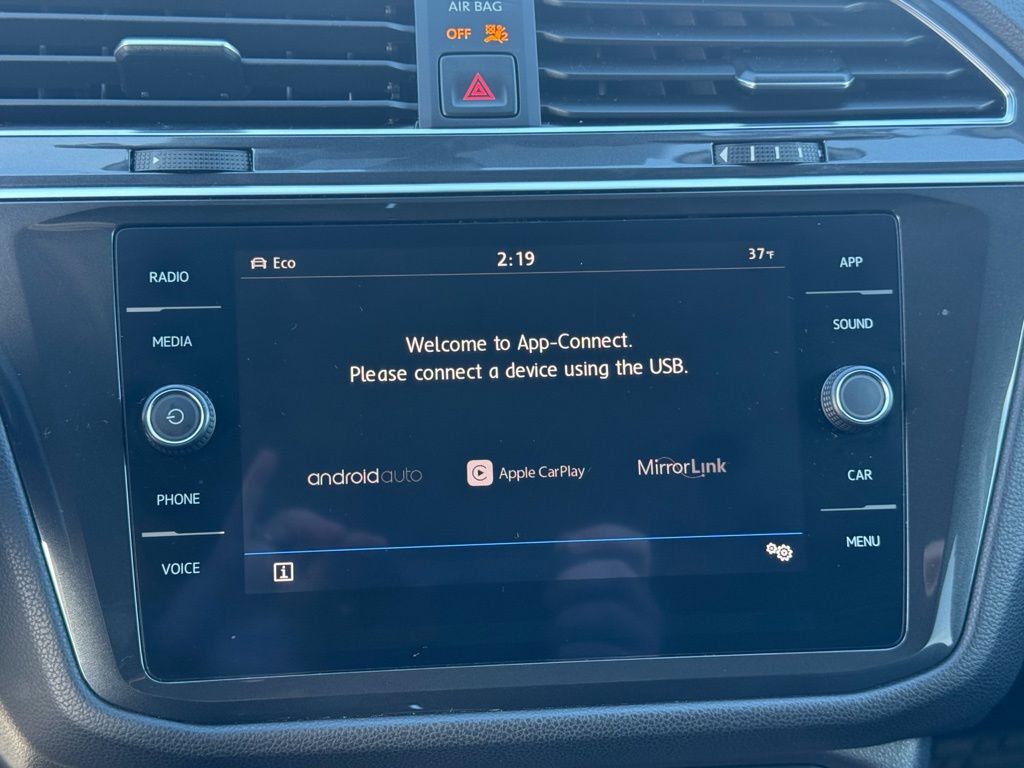 AIR BAG
OFF
Eco
2:19
37°F
RADIO
MEDIA
PHONE
VOICE
Welcome to App-Connect.
Please connect a device using the USB.
androidauto
Apple CarPlay
MirrorLink
i
APP
SOUND
CAR
MENU